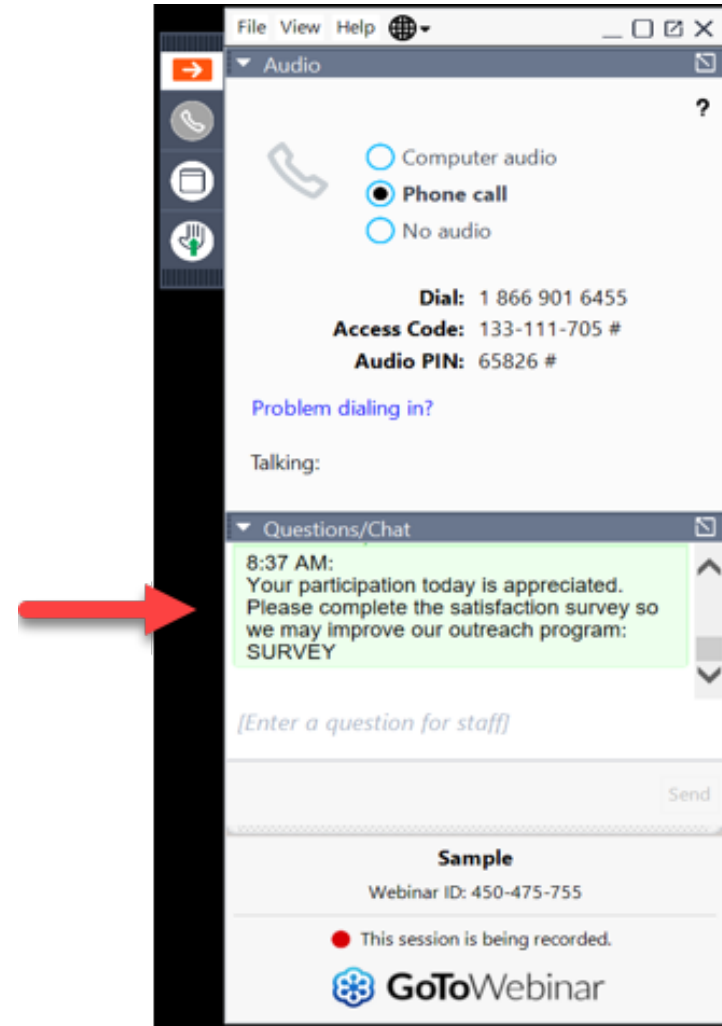 File View Help
Audio
?
Computer audio
Phone call
No audio
Dial: 1 866 901 6455
Access Code: 133-111-705 #
Audio PIN: 65826 #
Problem dialing in?
Talking:
Questions/Chat
8:37 AM:
Your participation today is appreciated.
Please complete the satisfaction survey so
we may improve our outreach program:
SURVEY
[Enter a question for staff]
Send
Sample
Webinar ID: 450-475-755
This session is being recorded.
GoToWebinar